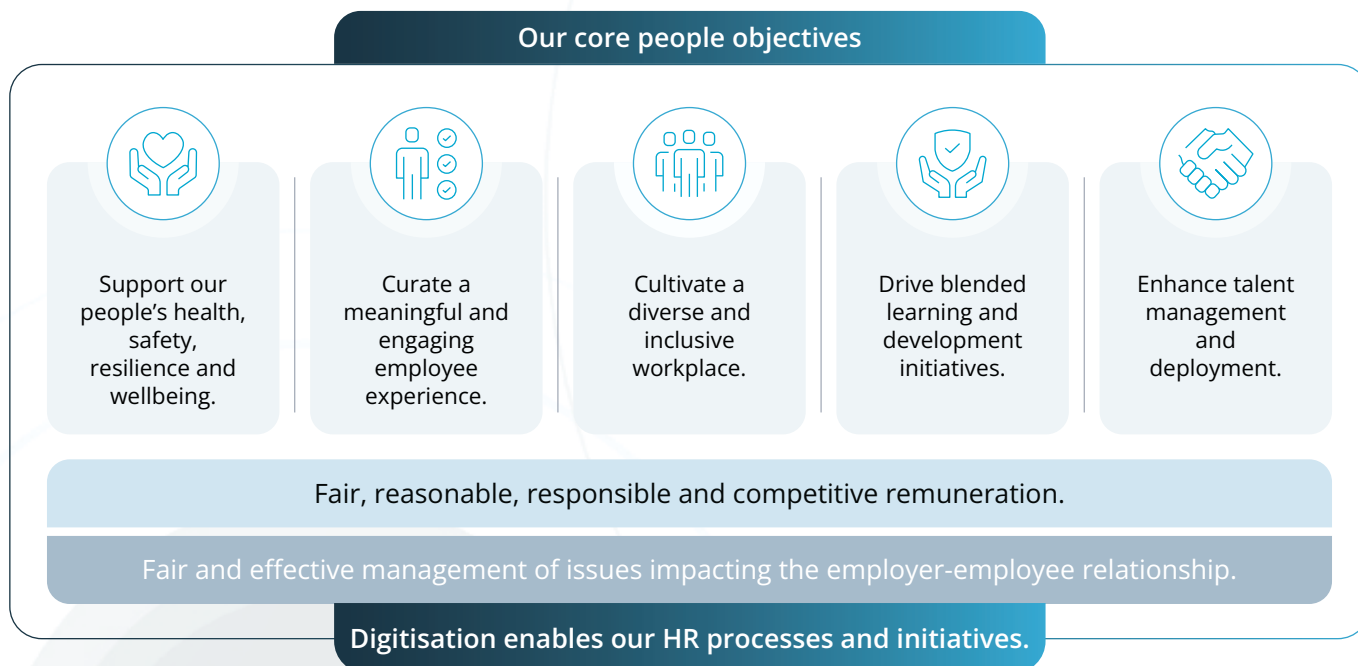 Our core people objectives
Support our
people’s health,
safety,
resilience and
wellbeing.
Curate a
meaningful and
engaging
employee
experience.
Cultivate a
diverse and
inclusive
workplace.
Drive blended
learning and
development
initiatives.
Enhance talent
management
and
deployment.
Fair, reasonable, responsible and competitive remuneration.
Fair and effective management of issues impacting the employer-employee relationship.
Digitisation enables our HR processes and initiatives.